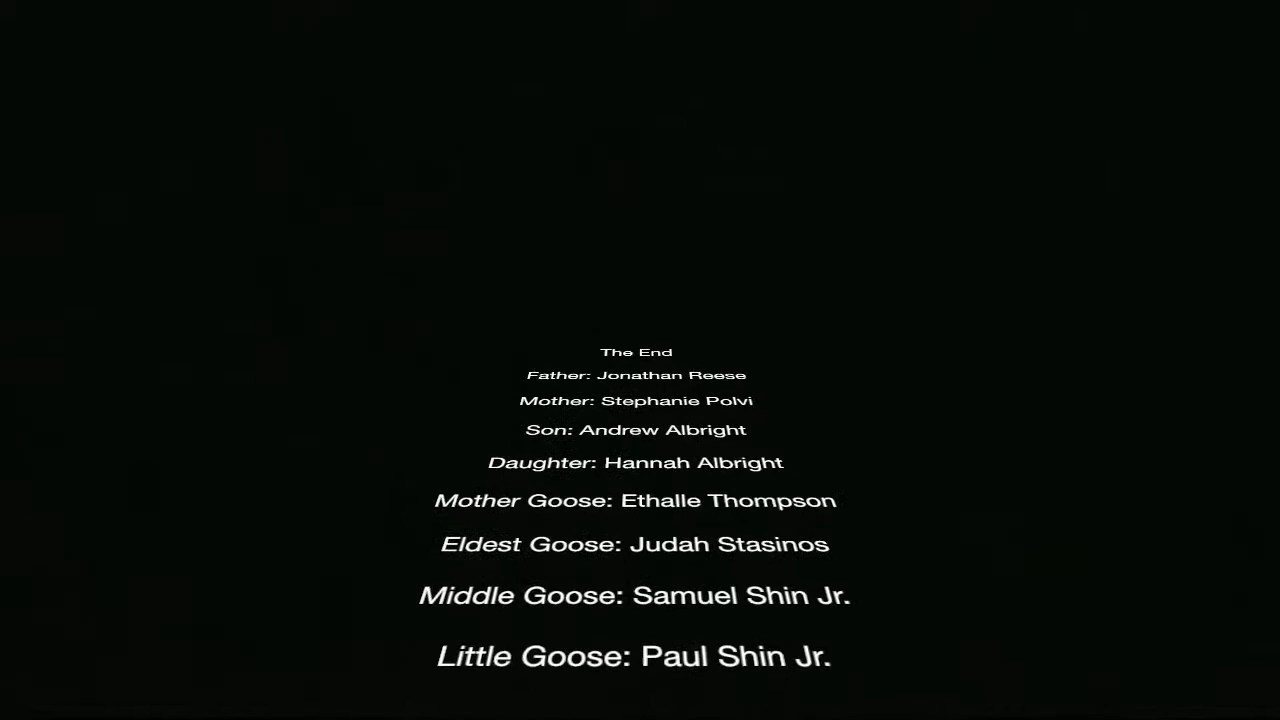 The End
Father: Jonathan Reese
Mother: Stephanie Polvi
Son: Andrew Albright
Daughter: Hannah Albright
Mother Goose: Ethalle Thompson
Eldest Goose: Judah Stasinos
Middle Goose: Samuel Shin Jr.
Little Goose: Paul Shin Jr.